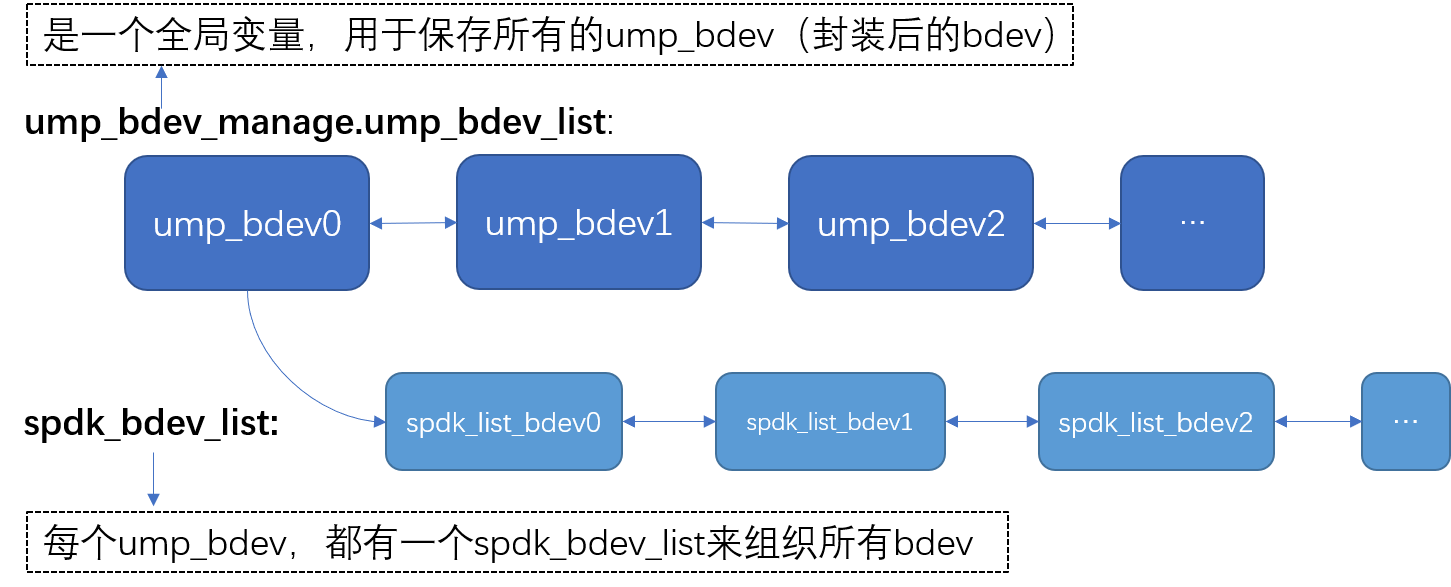 是一个全局变量，用于保存所有的ump_bdev（封装后的bdev）
ump_bdev_manage.ump_bdev_list:
ump_bdev0
ump_bdev1
ump_bdev2
…
spdk_bdev_list:
spdk_list_bdev0
spdk_list_bdev1
spdk_list_bdev2
…
每个ump_bdev，都有一个spdk_bdev_list来组织所有bdev